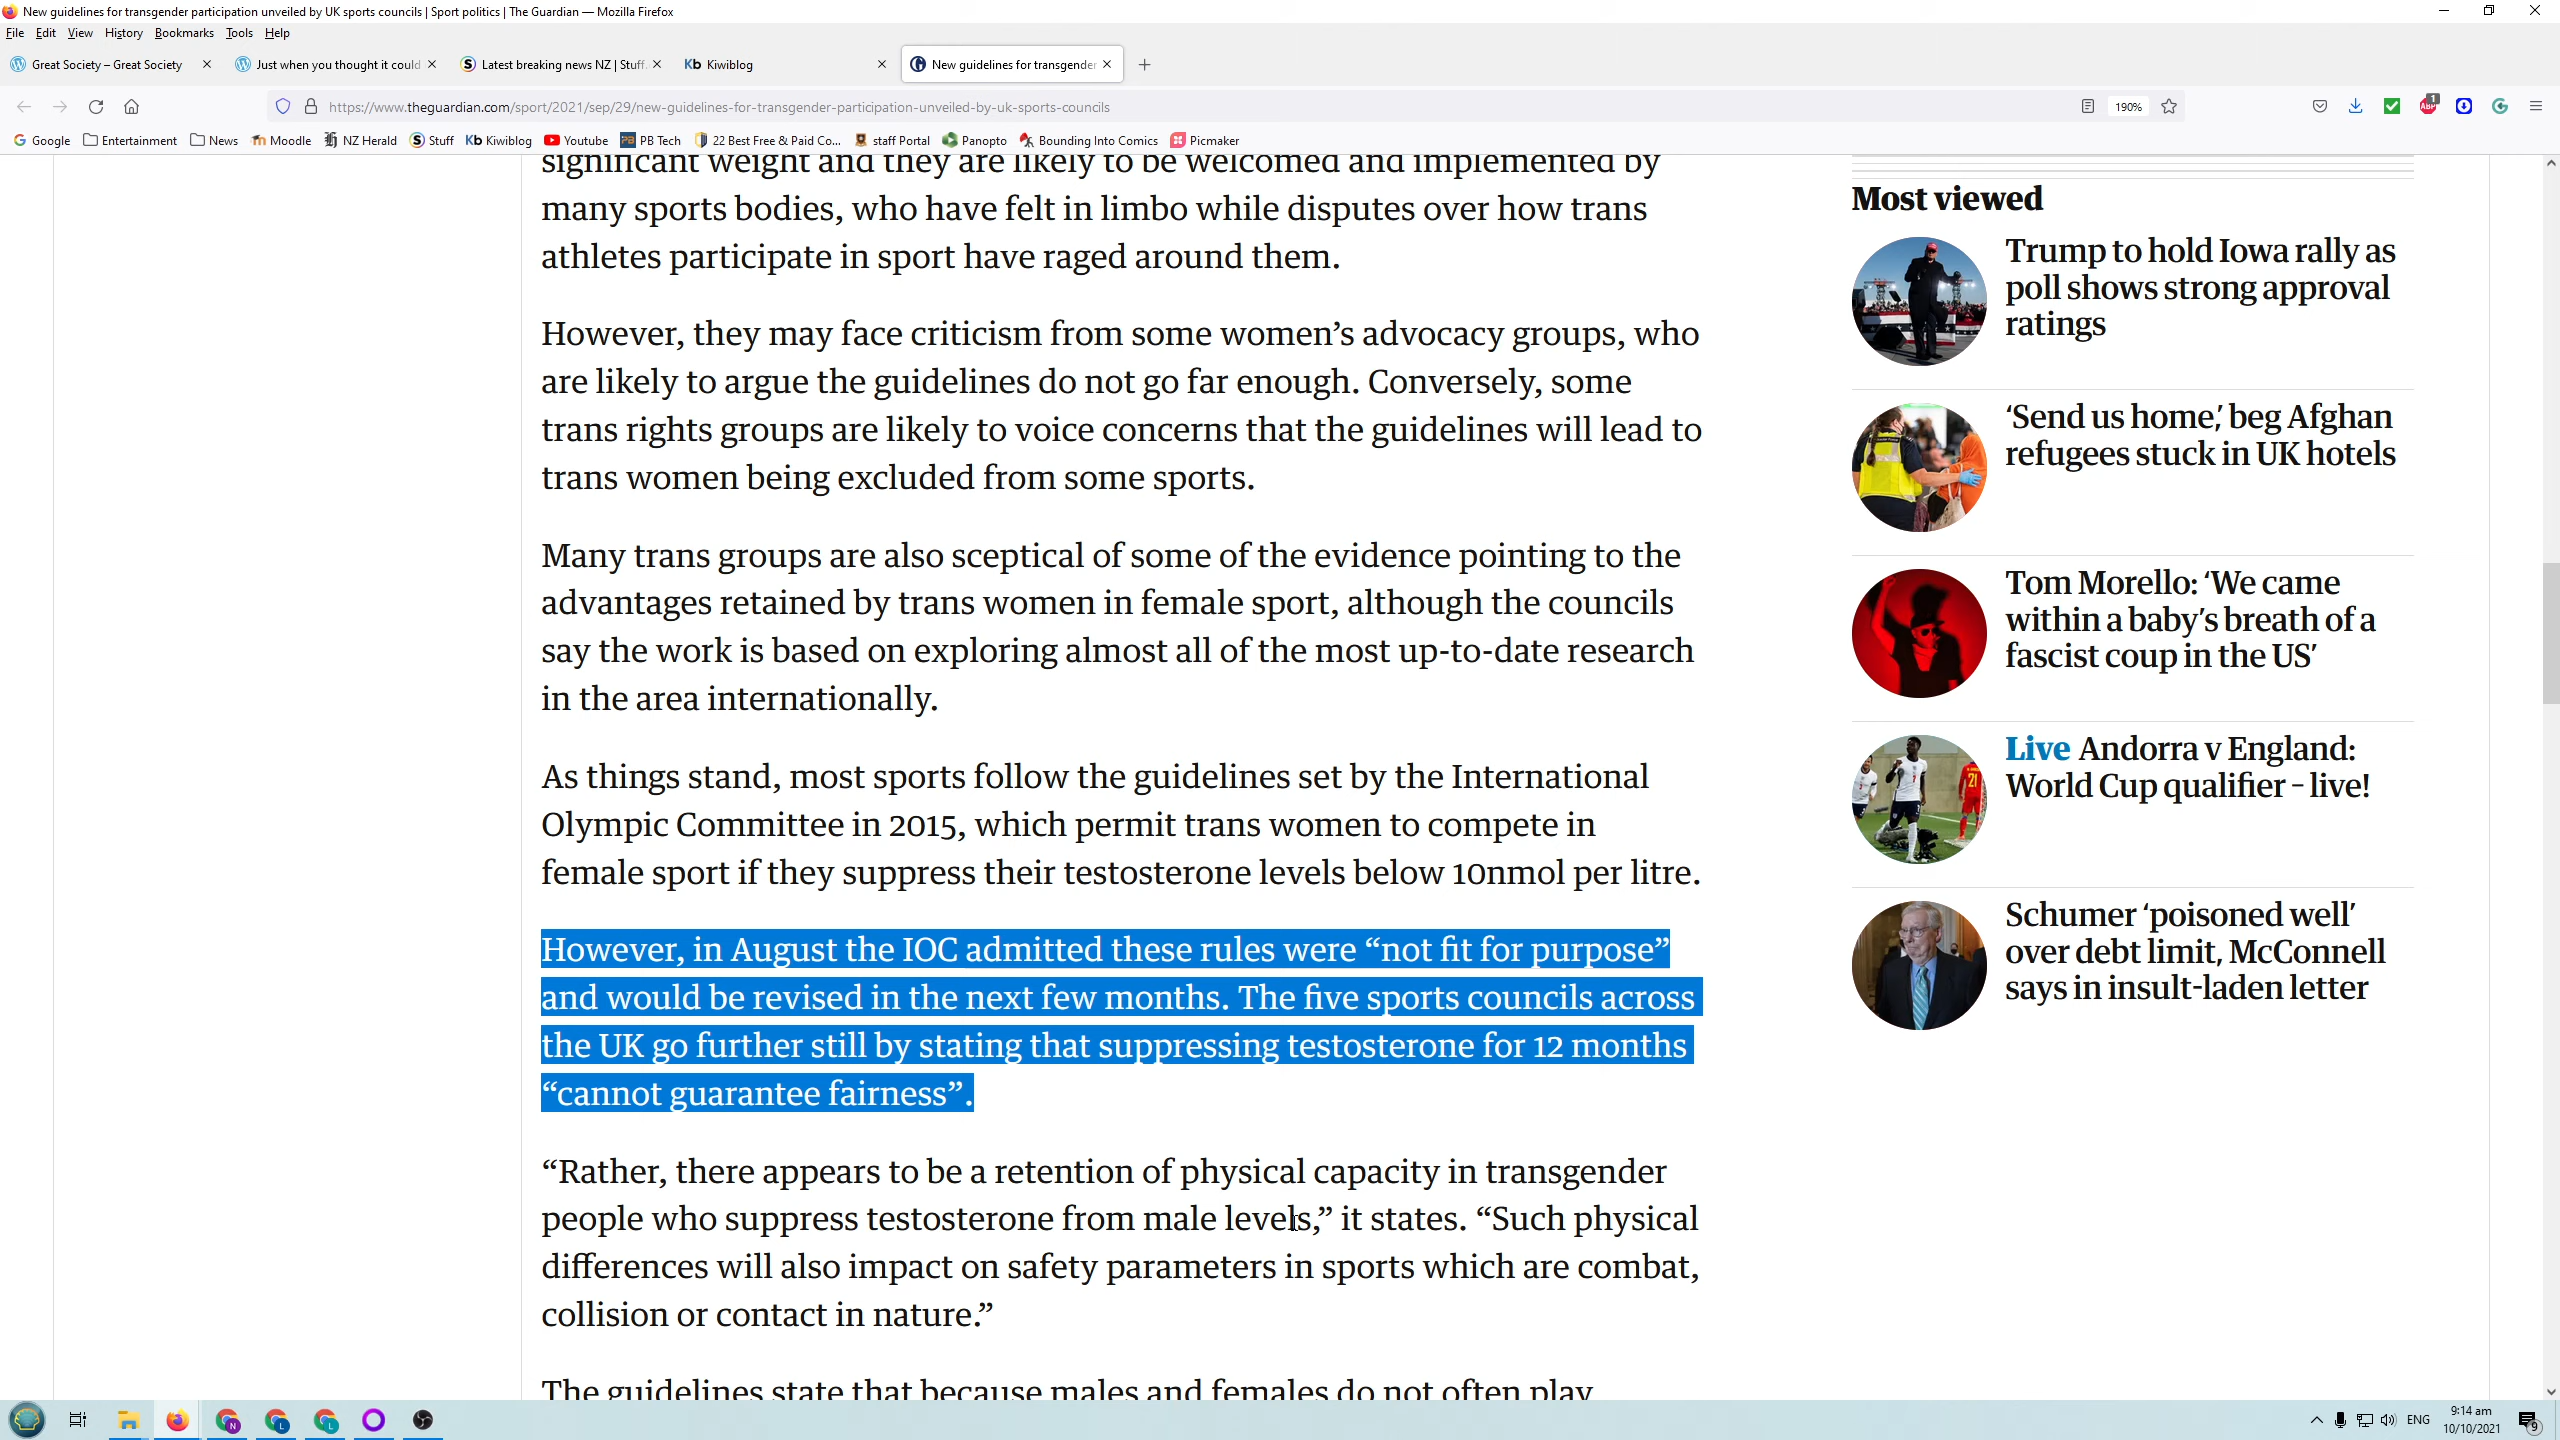 New guidelines for transgender participation unveiled by UK sports councils | Sport politics | The Guardian — Mozilla Firefox
File Edit View History Bookmarks Tools Help
Great Society – Great Society
Just when you thought it could
Latest breaking news NZ | Stuff.
Kb Kiwiblog
New guidelines for transgender
https://www.theguardian.com/sport/2021/sep/29/new-guidelines-for-transgender-participation-unveiled-by-uk-sports-councils
190%
ABP
1
Google Entertainment News Moodle NZ Herald Stuff Kb Kiwiblog Youtube PB Tech 22 Best Free & Paid Co... staff Portal Panopto Bounding Into Comics Picmaker
significant weight and they are likely to be welcomed and implemented by
many sports bodies, who have felt in limbo while disputes over how trans
athletes participate in sport have raged around them.
However, they may face criticism from some women’s advocacy groups, who
are likely to argue the guidelines do not go far enough. Conversely, some
trans rights groups are likely to voice concerns that the guidelines will lead to
trans women being excluded from some sports.
Many trans groups are also sceptical of some of the evidence pointing to the
advantages retained by trans women in female sport, although the councils
say the work is based on exploring almost all of the most up-to-date research
in the area internationally.
As things stand, most sports follow the guidelines set by the International
Olympic Committee in 2015, which permit trans women to compete in
female sport if they suppress their testosterone levels below 10nmol per litre.
However, in August the IOC admitted these rules were “not fit for purpose”
and would be revised in the next few months. The five sports councils across
the UK go further still by stating that suppressing testosterone for 12 months
“cannot guarantee fairness”.
“Rather, there appears to be a retention of physical capacity in transgender
people who suppress testosterone from male levels,” it states. “Such physical
differences will also impact on safety parameters in sports which are combat,
collision or contact in nature.”
The guidelines state that because males and females do not often play
Most viewed
Trump to hold Iowa rally as
poll shows strong approval
ratings
‘Send us home,’ beg Afghan
refugees stuck in UK hotels
Tom Morello: ‘We came
within a baby’s breath of a
fascist coup in the US’
Live Andorra v England:
World Cup qualifier – live!
Schumer ‘poisoned well’
over debt limit, McConnell
says in insult-laden letter
N
L
L
ENG
9:14 am
10/10/2021
9